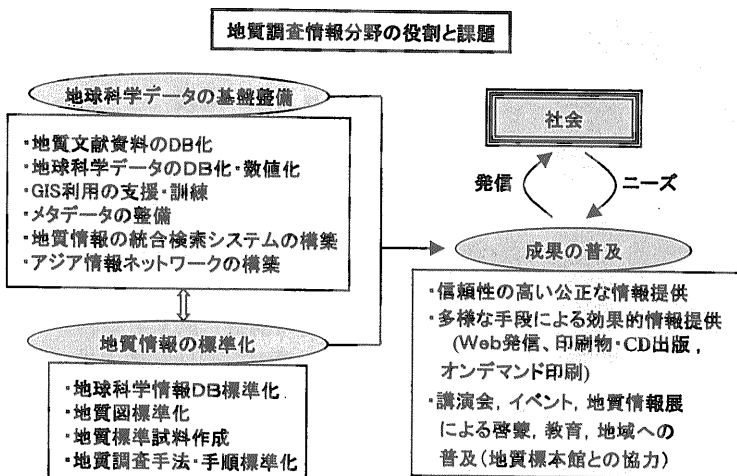 地質調査情報分野の役割と課題
地球科学データの基盤整備
・地質文献資料のDB化
・地球科学データのDB化・数値化
・GIS利用の支援・訓練
・メタデータの整備
・地質情報の統合検索システムの構築
・アジア情報ネットワークの構築
地質情報の標準化
・地球科学情報DB標準化
・地質図標準化
・地質標準試料作成
・地質調査手法・手順標準化
社会
発信
ニーズ
成果の普及
・信頼性の高い公正な情報提供
・多様な手段による効果的情報提供
(Web発信、印刷物・CD出版,
オンデマンド印刷)
・講演会, イベント, 地質情報展
による啓蒙, 教育, 地域への
普及(地質標本館との協力)